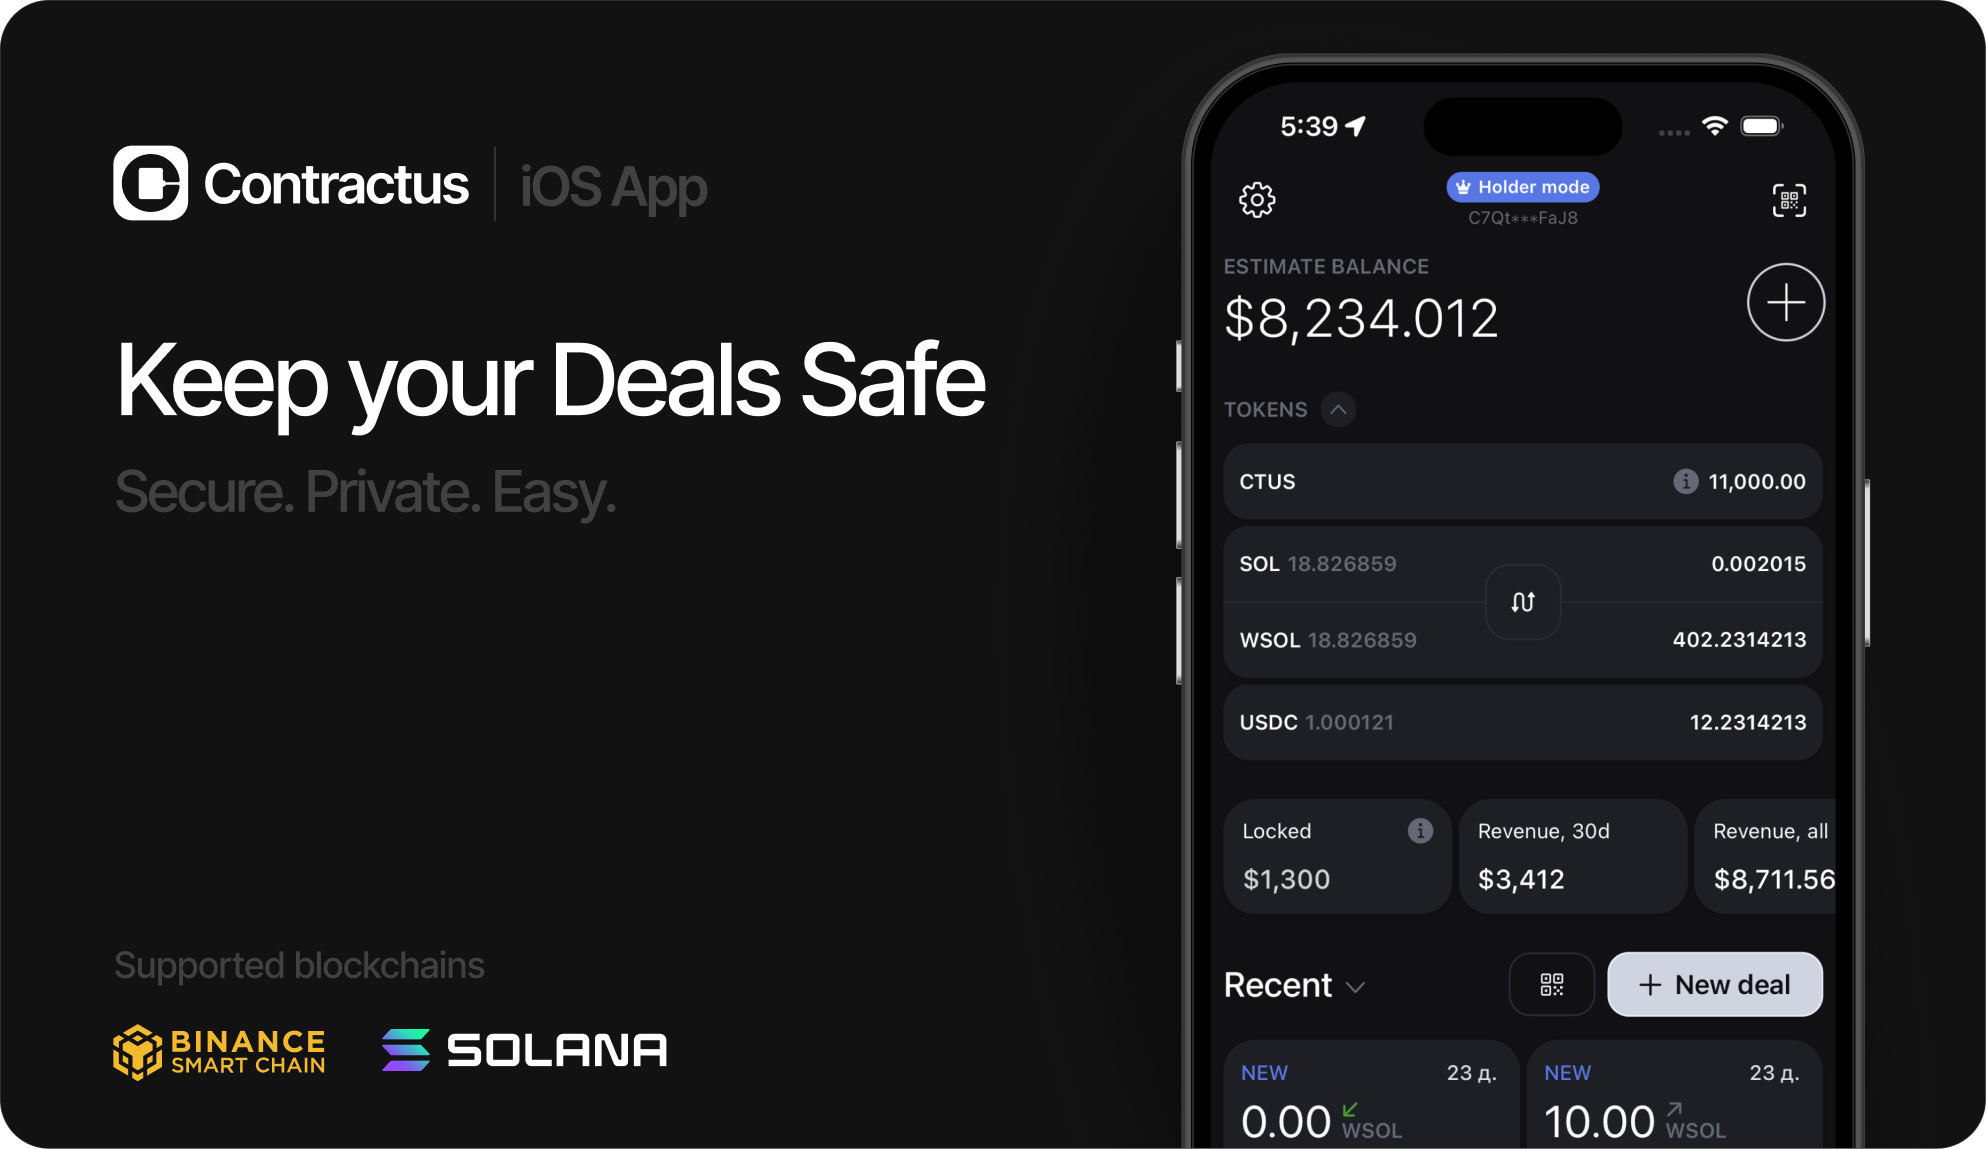 Contractus
iOS App
Keep your Deals Safe
Secure. Private. Easy.
Supported blockchains
BINANCE
SMART CHAIN
SOLANA
5:39
Holder mode
C7Qt***FaJ8
ESTIMATE BALANCE
$8,234.012
TOKENS
CTUS 11,000.00
SOL 18.826859 0.002015
WSOL 18.826859 402.2314213
USDC 1.000121 12.2314213
Locked
$1,300
Revenue, 30d
$3,412
Revenue, all
$8,711.56
Recent
+ New deal
NEW 23 д.
0.00 WSOL
NEW 23 д.
10.00 WSOL